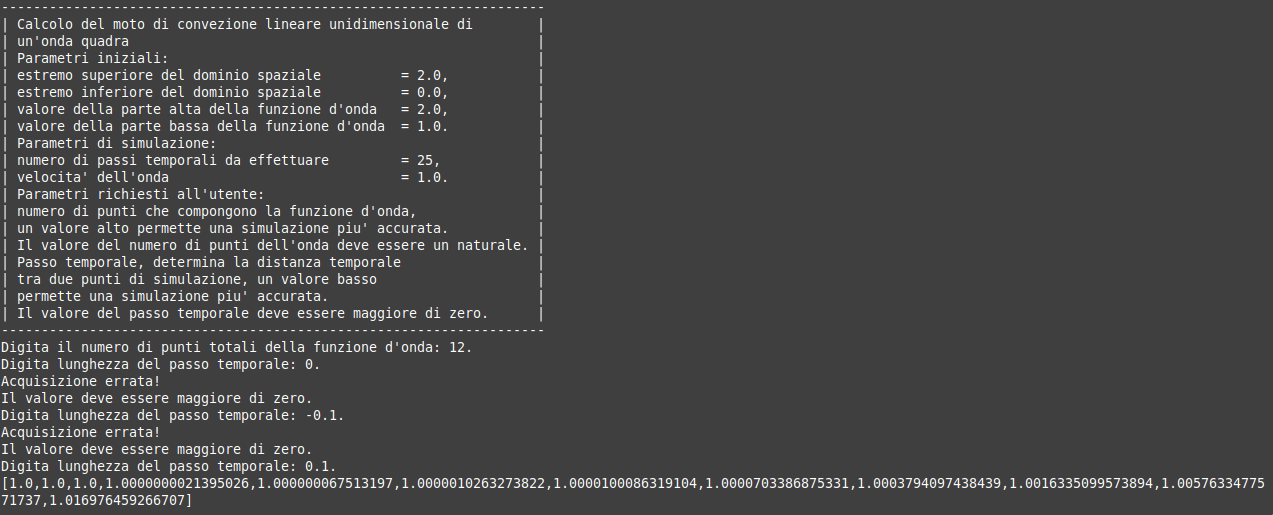 --------------------------------------------------------------------
| Calcolo del moto di convezione lineare unidimensionale di        |
| un'onda quadra                                                   |
| Parametri iniziali:                                              |
| estremo superiore del dominio spaziale          = 2.0,           |
| estremo inferiore del dominio spaziale          = 0.0,           |
| valore della parte alta della funzione d'onda   = 2.0,           |
| valore della parte bassa della funzione d'onda  = 1.0.           |
| Parametri di simulazione:                                        |
| numero di passi temporali da effettuare         = 25,            |
| velocita' dell'onda                             = 1.0.           |
| Parametri richiesti all'utente:                                  |
| numero di punti che compongono la funzione d'onda,               |
| un valore alto permette una simulazione piu' accurata.           |
| Il valore del numero di punti dell'onda deve essere un naturale. |
| Passo temporale, determina la distanza temporale                 |
| tra due punti di simulazione, un valore basso                    |
| permette una simulazione piu' accurata.                          |
| Il valore del passo temporale deve essere maggiore di zero.      |
--------------------------------------------------------------------
Digita il numero di punti totali della funzione d'onda: 12.
Digita lunghezza del passo temporale: 0.
Acquisizione errata!
Il valore deve essere maggiore di zero.
Digita lunghezza del passo temporale: -0.1.
Acquisizione errata!
Il valore deve essere maggiore di zero.
Digita lunghezza del passo temporale: 0.1.
[1.0,1.0,1.0,1.0000000021395026,1.000000067513197,1.0000010263273822,1.0000100086319104,1.0000703386875331,1.0003794097438439,1.0016335099573894,1.00576334775
71737,1.016976459266707]